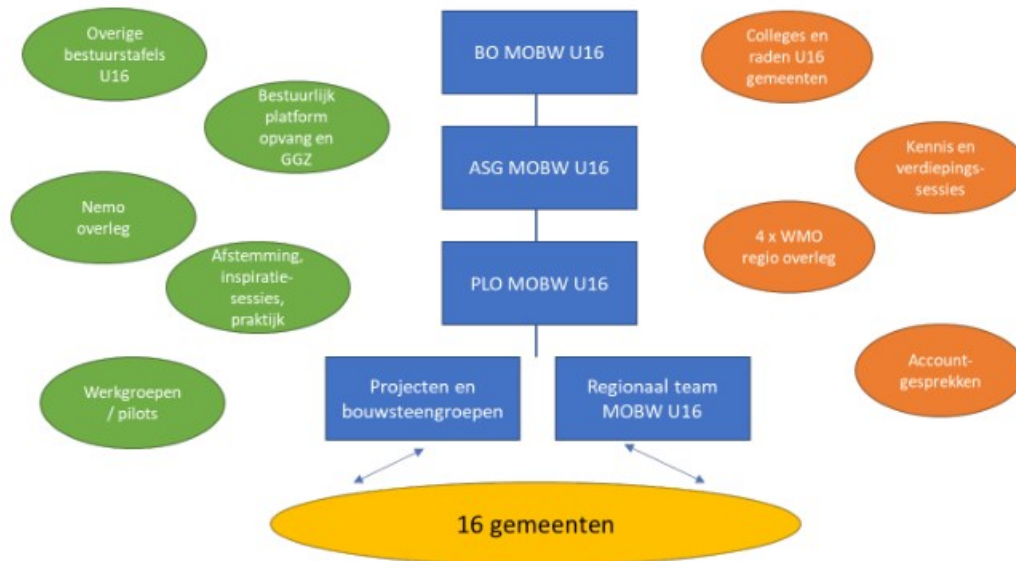 Overige
bestuurstafels
U16
Bestuurlijk
platform
opvang en
GGZ
Nemo
overleg
Afstemming,
inspiratie-
sessies,
praktijk
Werkgroepen
/ pilots
BO MOBW U16
ASG MOBW U16
PLO MOBW U16
Projecten en
bouwsteengroepen
Regionaal team
MOBW U16
Colleges en
raden U16
gemeenten
Kennis en
verdiepings-
sessies
4 x WMO
regio overleg
Account-
gesprekken
16 gemeenten